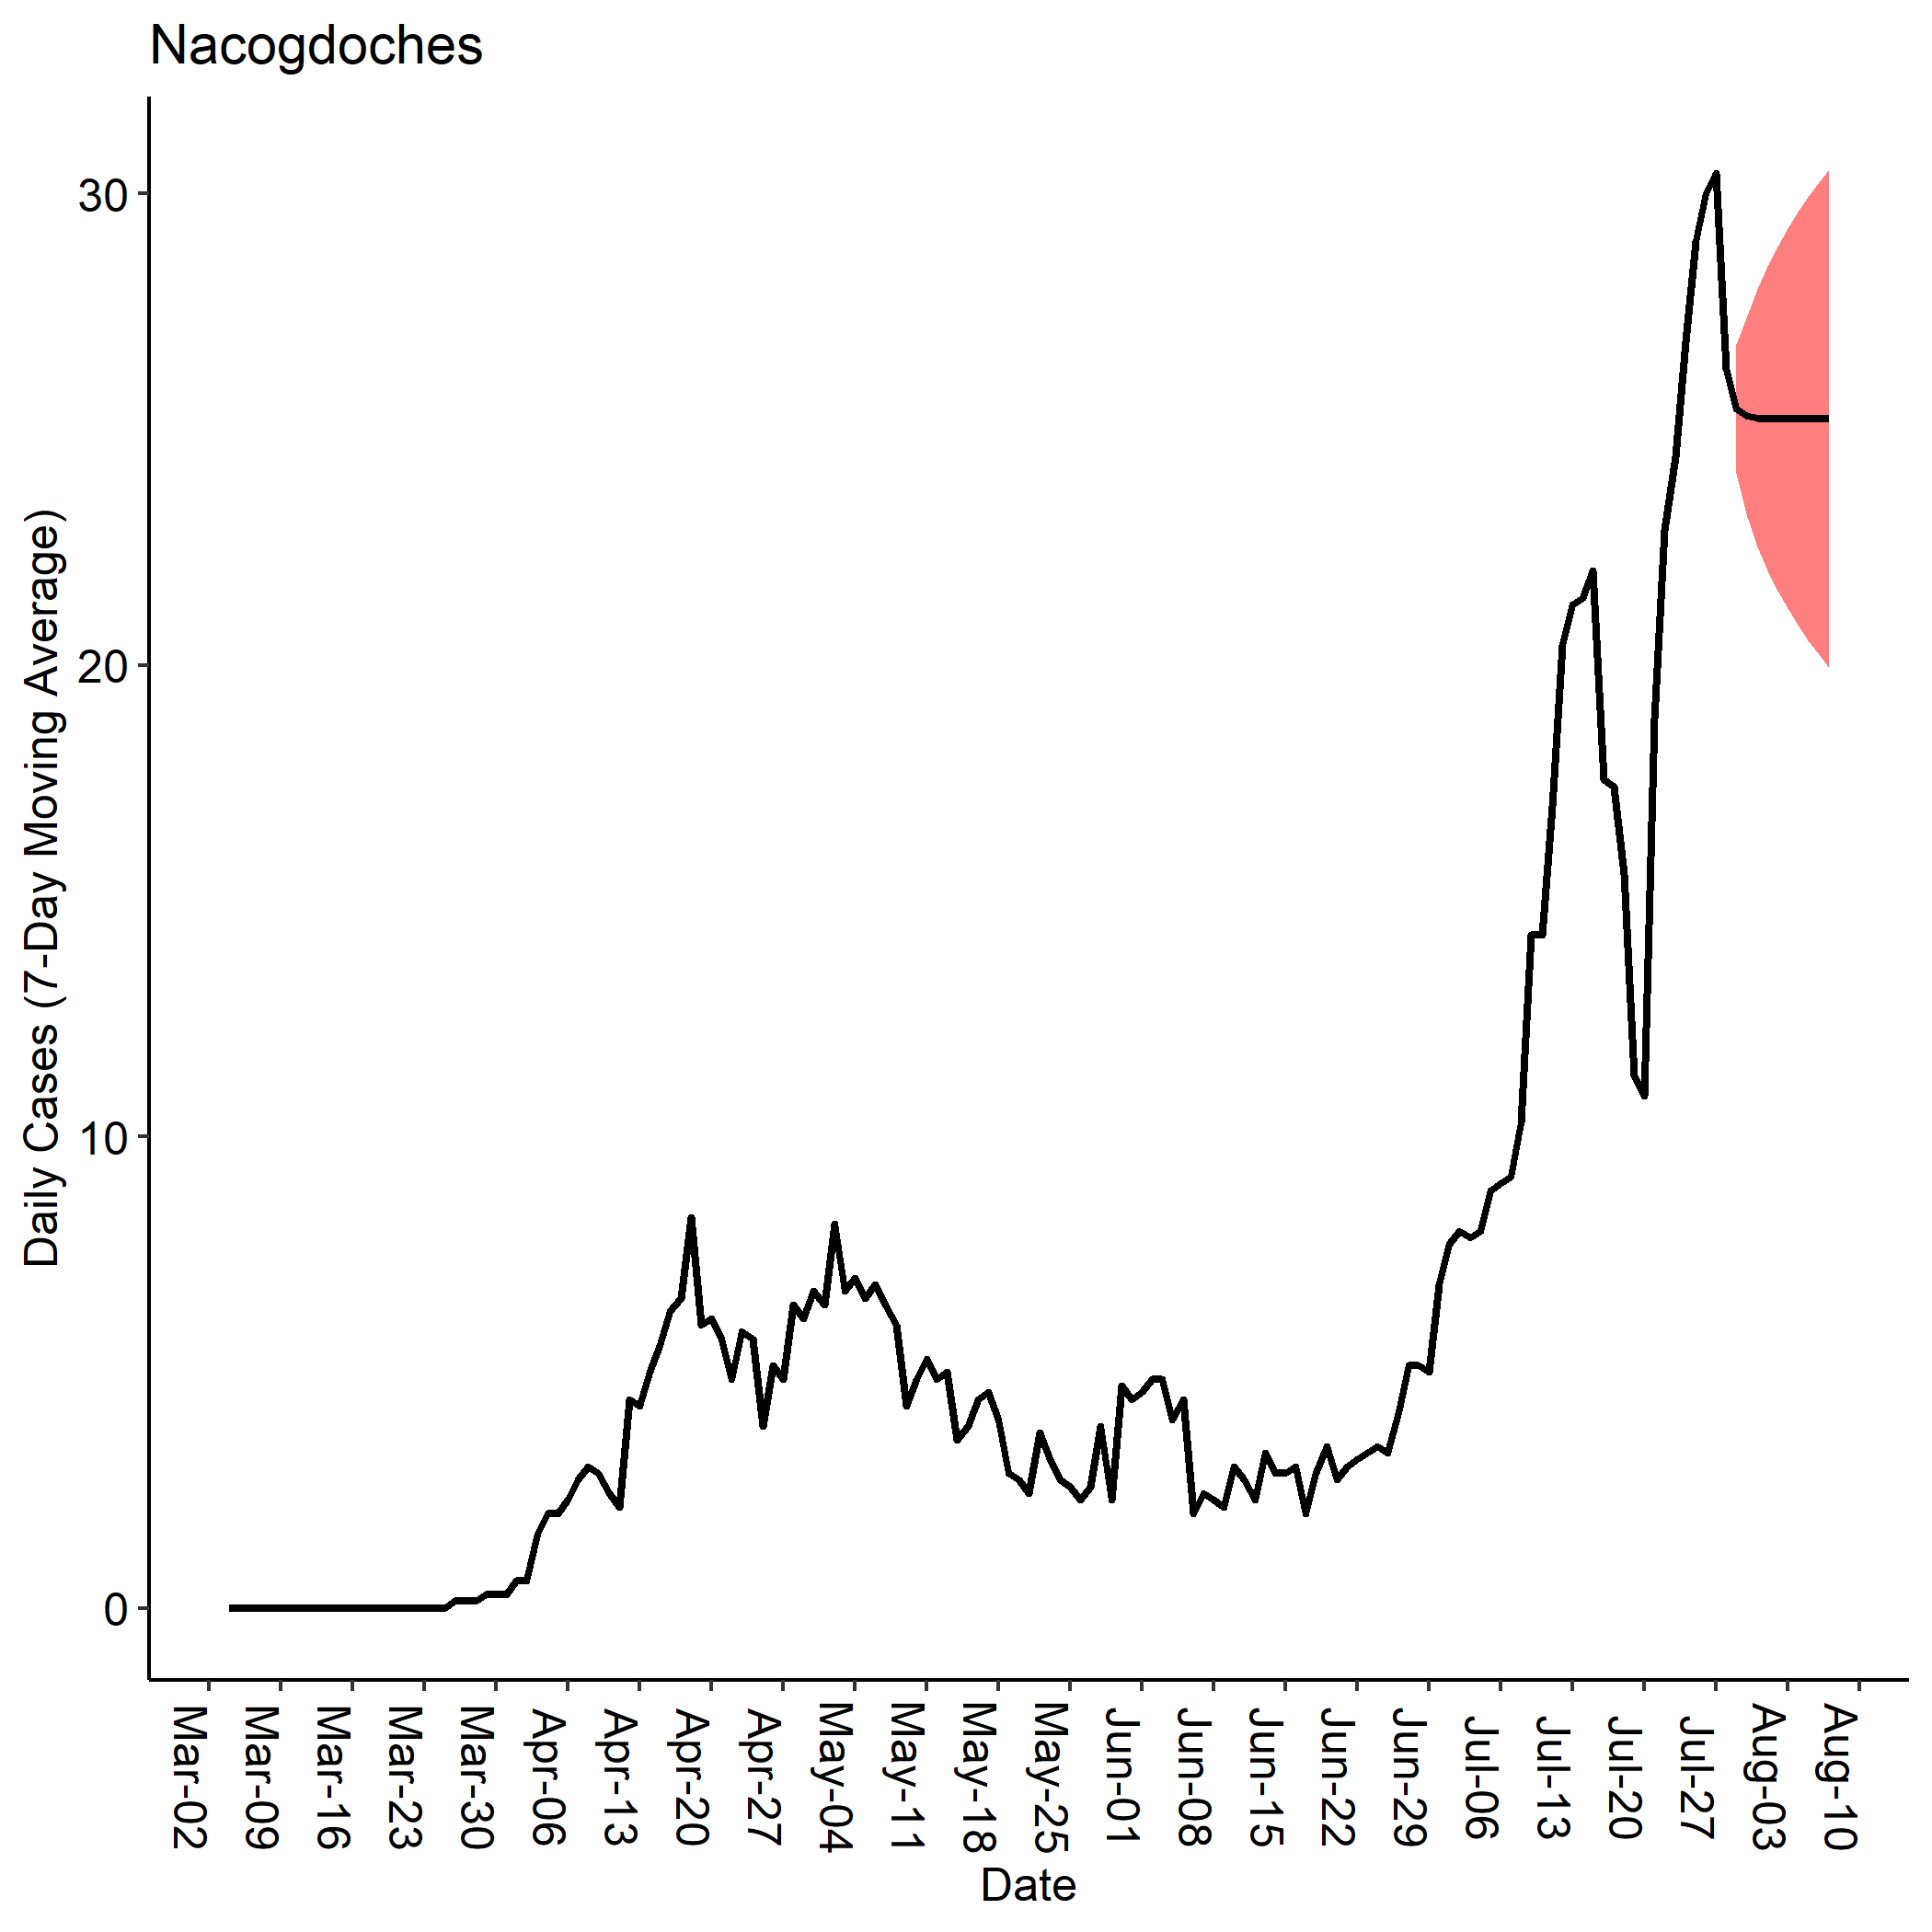 Nacogdoches
Daily Cases (7-Day Moving Average)
30
20
10
0
Mar-02
Mar-09
Mar-16
Mar-23
Mar-30
Apr-06
Apr-13
Apr-20
Apr-27
May-04
May-11
May-18
May-25
Jun-01
Jun-08
Jun-15
Jun-22
Jun-29
Jul-06
Jul-13
Jul-20
Jul-27
Aug-03
Aug-10
Date